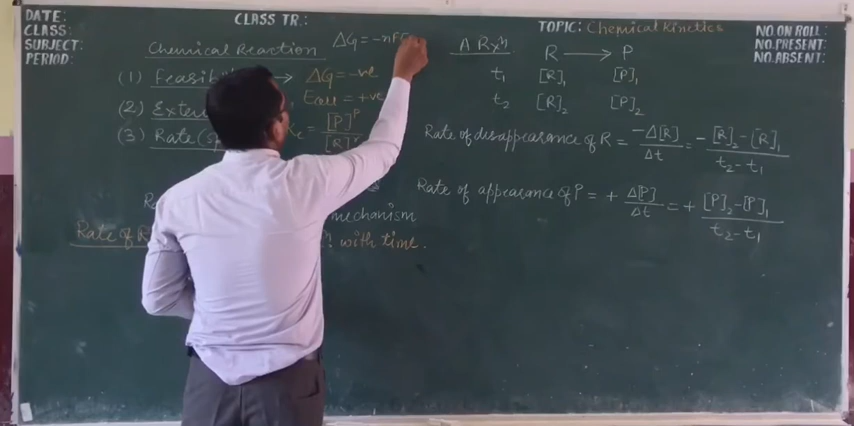 DATE:
CLASS:
SUBJECT:
PERIOD:
CLASS TR.:
TOPIC: Chemical Kinetics
NO.ON ROLL:
NO.PRESENT:
NO.ABSENT:
Chemical Reaction
ΔG = -nF
(1) → ΔG = -ve
(2) Ecell = +ve
(3) Rate = [P]ᵖ
[R]
mechanism
Rate of with time.
A Rxⁿ R → P
t₁ [R]₁ [P]₁
t₂ [R]₂ [P]₂
Rate of disappearance of R = -Δ[R]/Δt = - [R]₂-[R]₁/t₂-t₁
Rate of appearance of P = + Δ[P]/Δt = + [P]₂-[P]₁/t₂-t₁